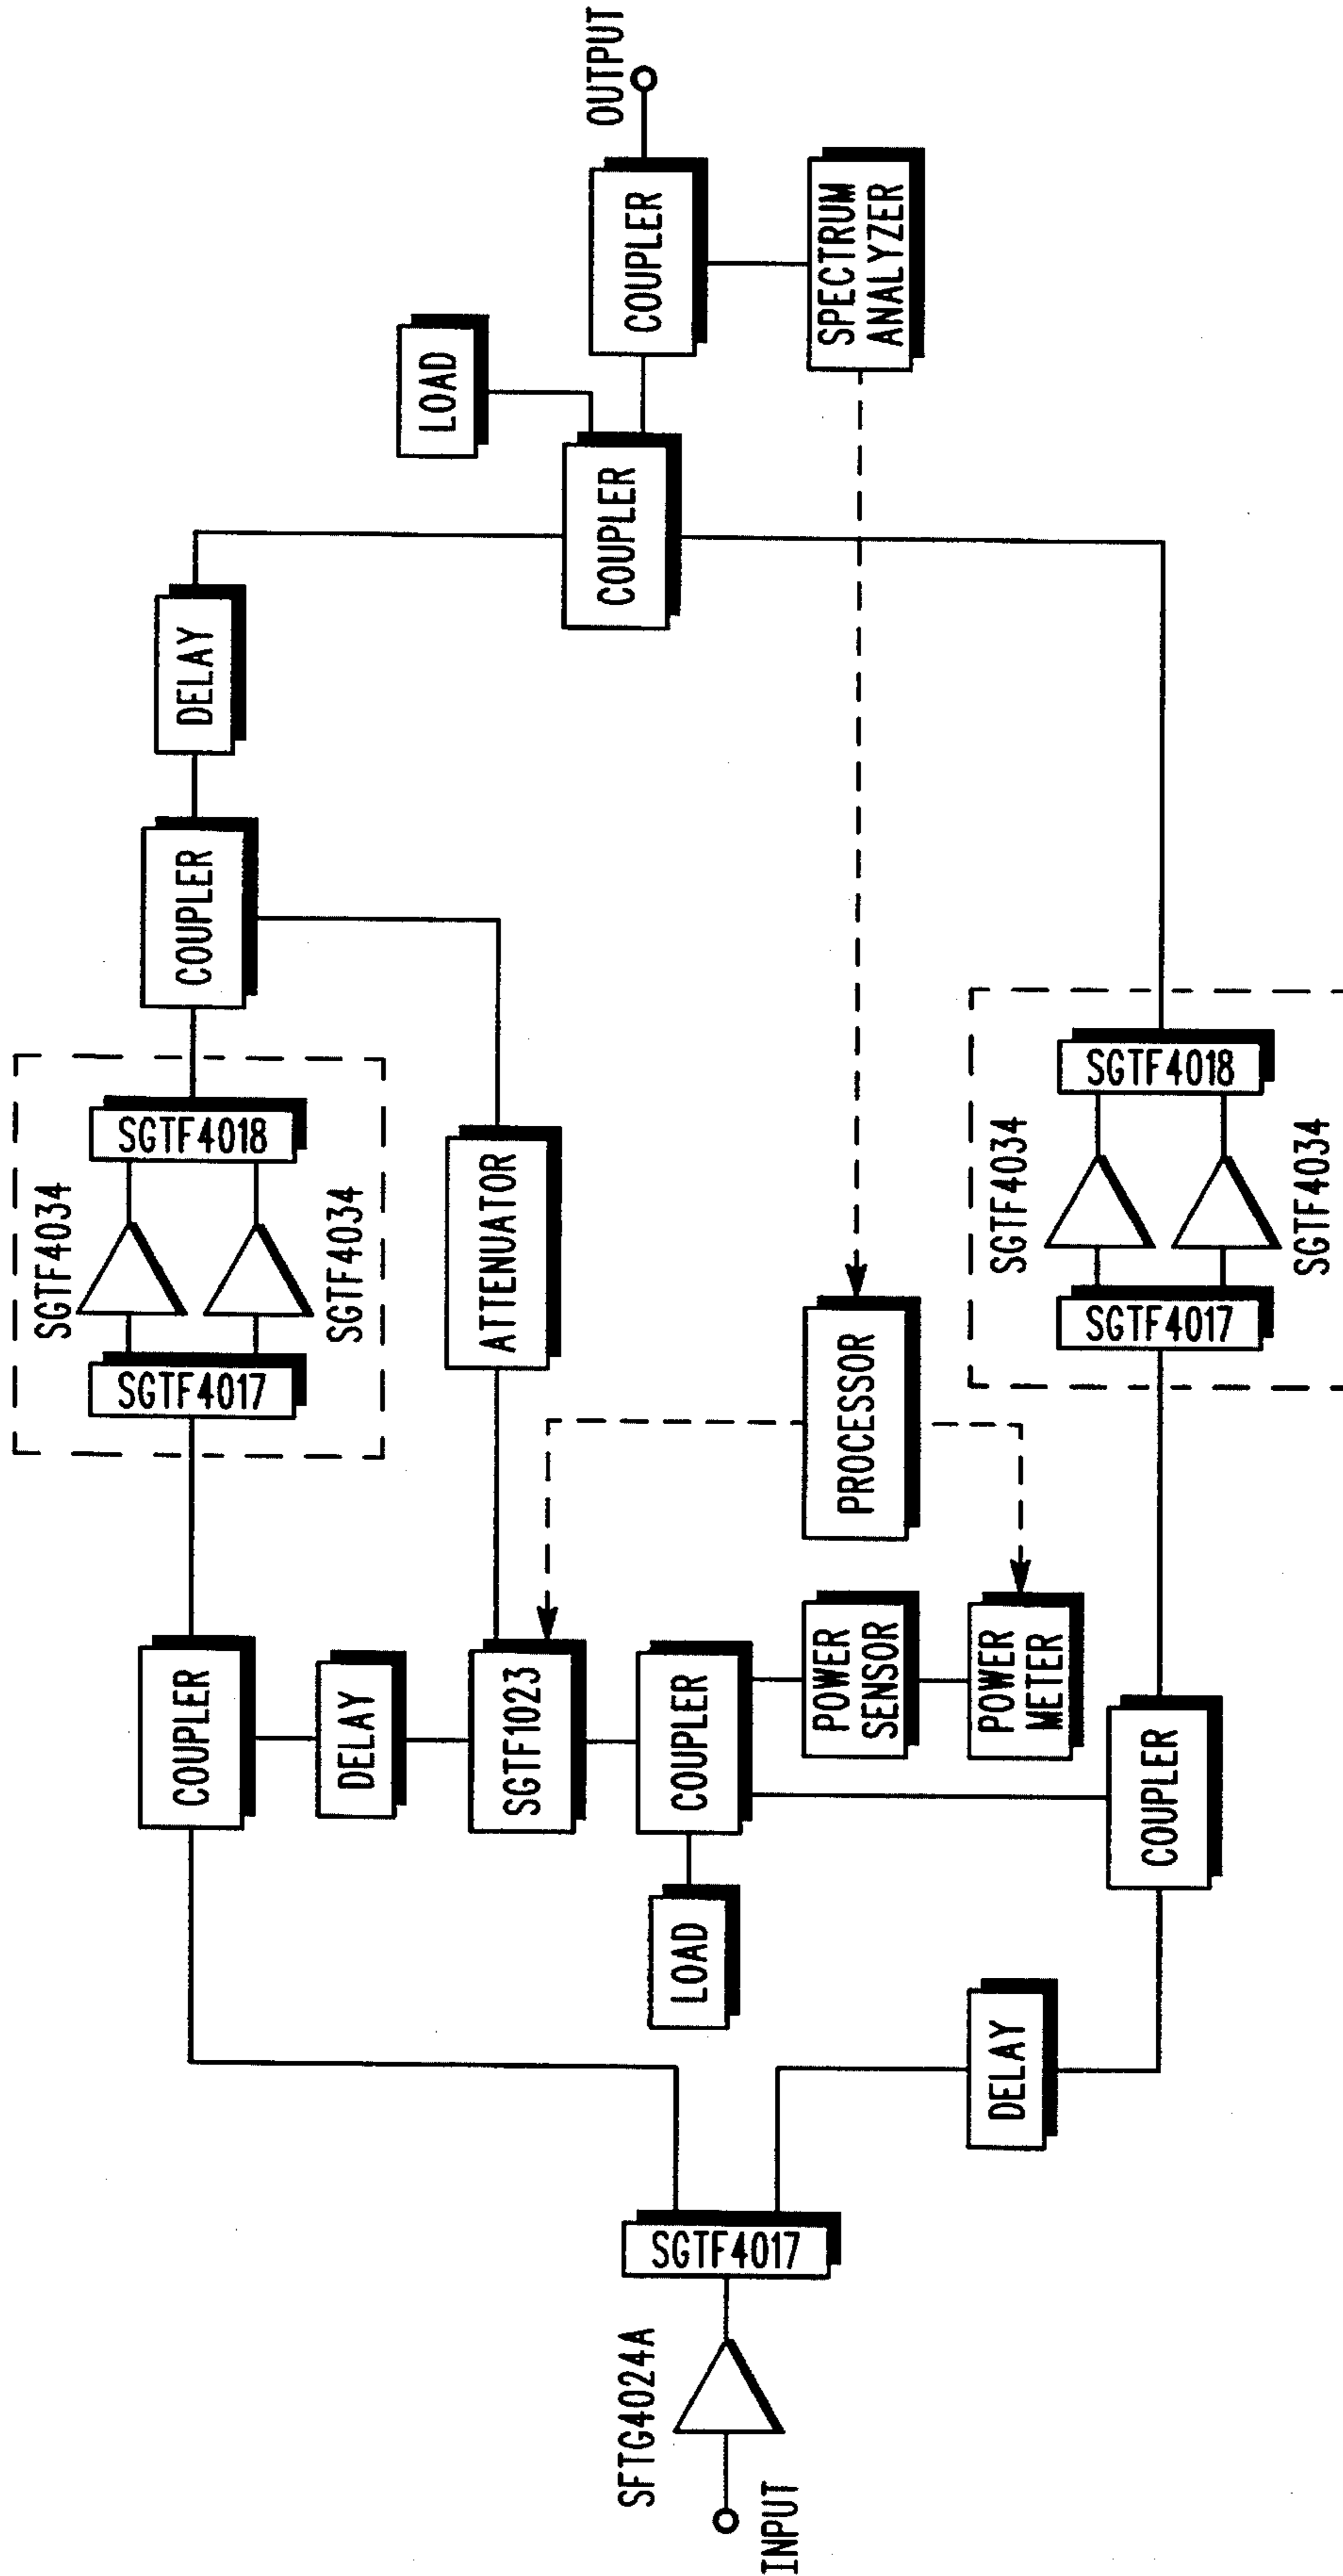 INPUT
SFTG4024A
SGTF4017
DELAY
COUPLER
LOAD
COUPLER
DELAY
SGTF1023
COUPLER
POWER
SENSOR
POWER
METER
COUPLER
PROCESSOR
ATTENUATOR
SGTF4034
SGTF4017
SGTF4018
SGTF4034
SGTF4034
SGTF4017
SGTF4018
SGTF4034
COUPLER
DELAY
COUPLER
LOAD
COUPLER
SPECTRUM
ANALYZER
OUTPUT